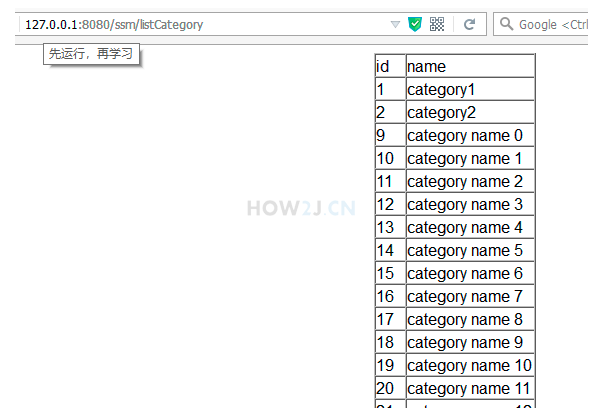 127.0.0.1:8080/ssm/listCategory
Google <Ctrl
先运行，再学习
id name
1 category1
2 category2
9 category name 0
10 category name 1
11 category name 2
12 category name 3
HOW2J.CN
13 category name 4
14 category name 5
15 category name 6
16 category name 7
17 category name 8
18 category name 9
19 category name 10
20 category name 11